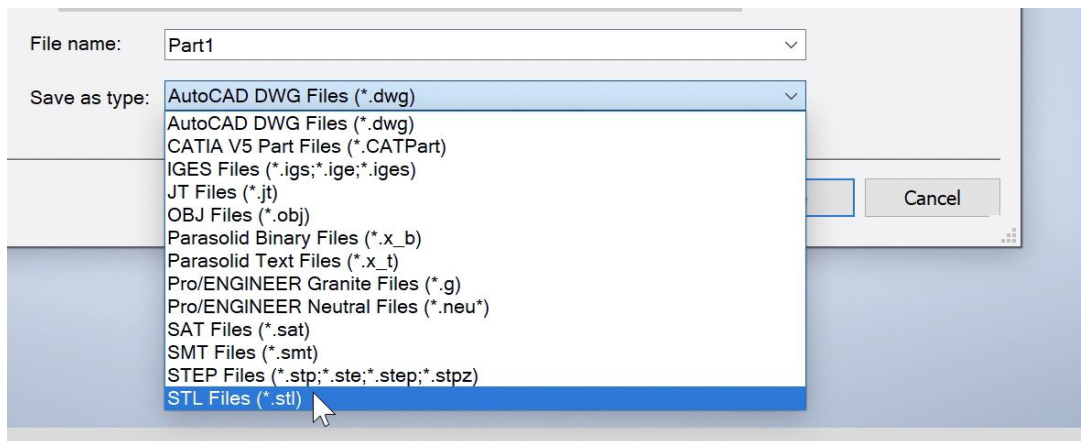 File name: Part1
Save as type: AutoCAD DWG Files (*.dwg)
AutoCAD DWG Files (*.dwg)
CATIA V5 Part Files (*.CATPart)
IGES Files (*.igs;*.ige;*.iges)
JT Files (*.jt)
OBJ Files (*.obj)
Parasolid Binary Files (*.x_b)
Parasolid Text Files (*.x_t)
Pro/ENGINEER Granite Files (*.g)
Pro/ENGINEER Neutral Files (*.neu*)
SAT Files (*.sat)
SMT Files (*.smt)
STEP Files (*.stp;*.ste;*.step;*.stpz)
STL Files (*.stl)
Cancel